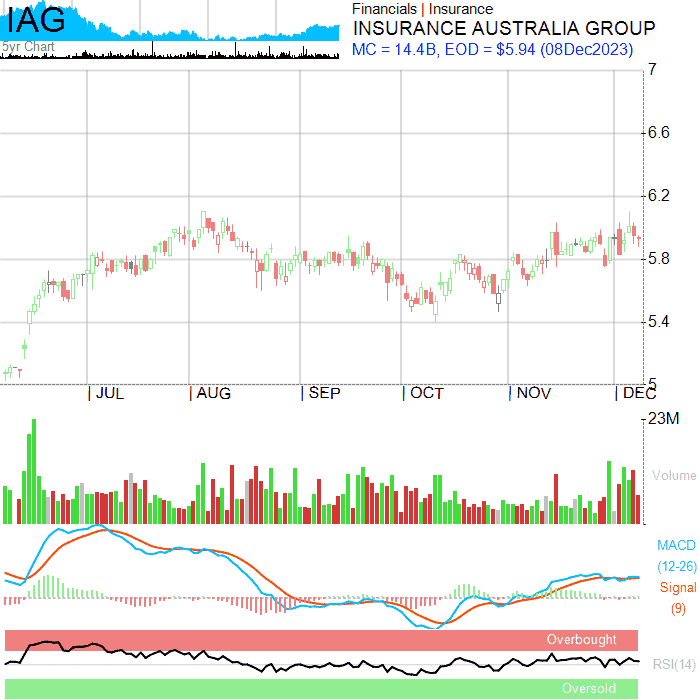 IAG
5yr Chart
Financials | Insurance
INSURANCE AUSTRALIA GROUP
MC = 14.4B, EOD = $5.94 (08Dec2023)
7
6.6
6.2
5.8
5.4
5
JUL AUG SEP OCT NOV DEC
23M
Volume
MACD
(12-26)
Signal
(9)
Overbought
RSI(14)
Oversold